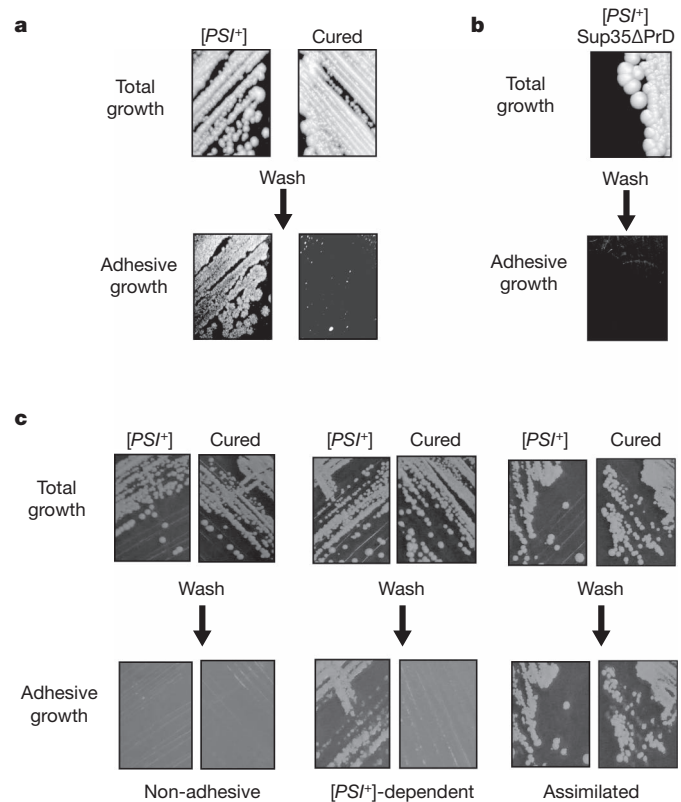 a
[PSI+] Cured
Total
growth
Wash
Adhesive
growth
b
[PSI+]
Sup35ΔPrD
Total
growth
Wash
Adhesive
growth
c
[PSI+] Cured [PSI+] Cured [PSI+] Cured
Total
growth
Wash Wash Wash
Adhesive
growth
Non-adhesive [PSI+]-dependent Assimilated